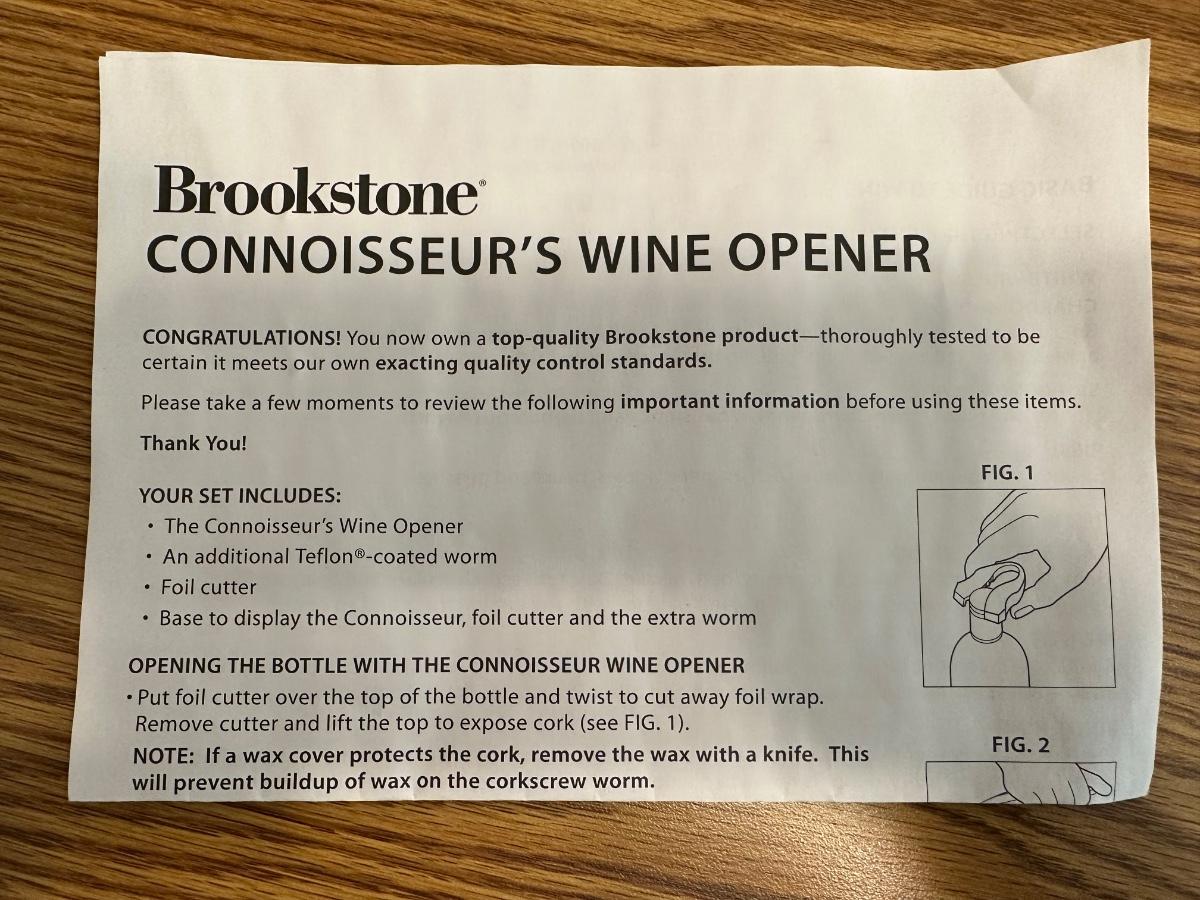 Brookstone®
CONNOISSEUR'S WINE OPENER
CONGRATULATIONS! You now own a top-quality Brookstone product—thoroughly tested to be
certain it meets our own exacting quality control standards.
Please take a few moments to review the following important information before using these items.
Thank You!
FIG. 1
YOUR SET INCLUDES:
• The Connoisseur's Wine Opener
• An additional Teflon®-coated worm
• Foil cutter
• Base to display the Connoisseur, foil cutter and the extra worm
OPENING THE BOTTLE WITH THE CONNOISSEUR WINE OPENER
• Put foil cutter over the top of the bottle and twist to cut away foil wrap.
Remove cutter and lift the top to expose cork (see FIG. 1).
NOTE: If a wax cover protects the cork, remove the wax with a knife. This
will prevent buildup of wax on the corkscrew worm.
FIG. 2